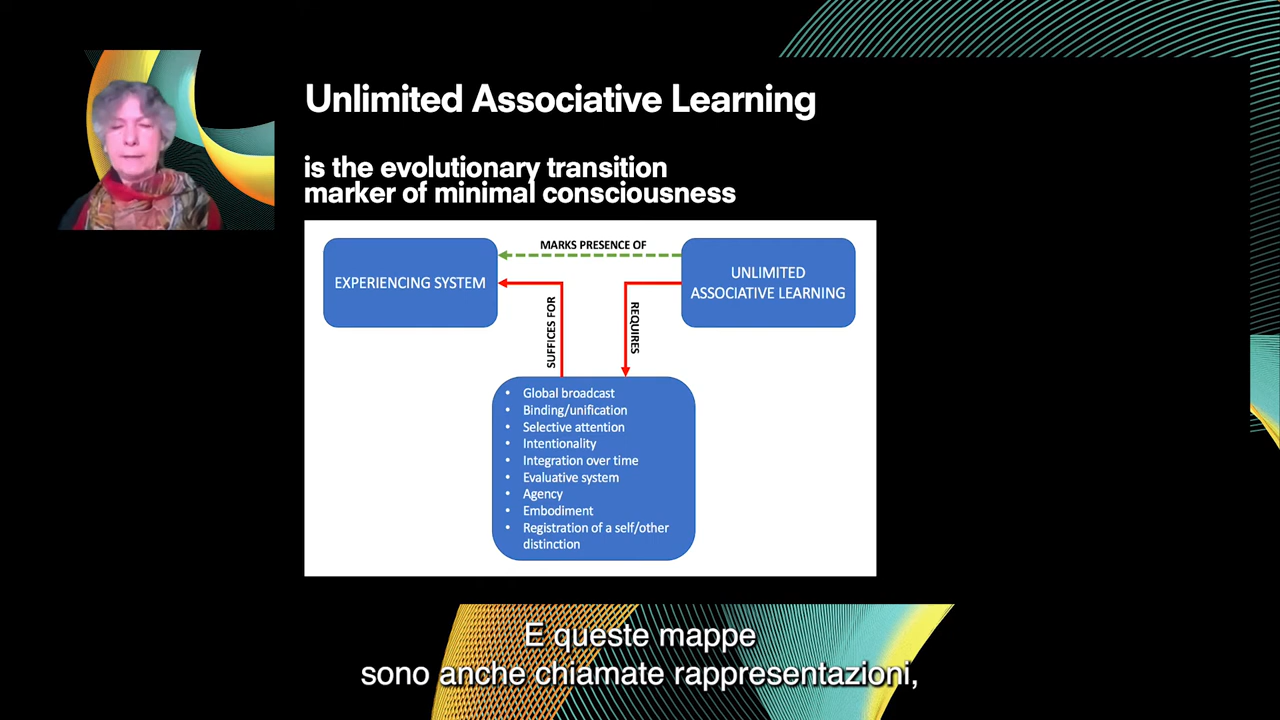 Unlimited Associative Learning
is the evolutionary transition
marker of minimal consciousness
MARKS PRESENCE OF
EXPERIENCING SYSTEM
UNLIMITED
ASSOCIATIVE LEARNING
SUFFICES FOR
REQUIRES
• Global broadcast
• Binding/unification
• Selective attention
• Intentionality
• Integration over time
• Evaluative system
• Agency
• Embodiment
• Registration of a self/other
distinction
E queste mappe
sono anche chiamate rappresentazioni,